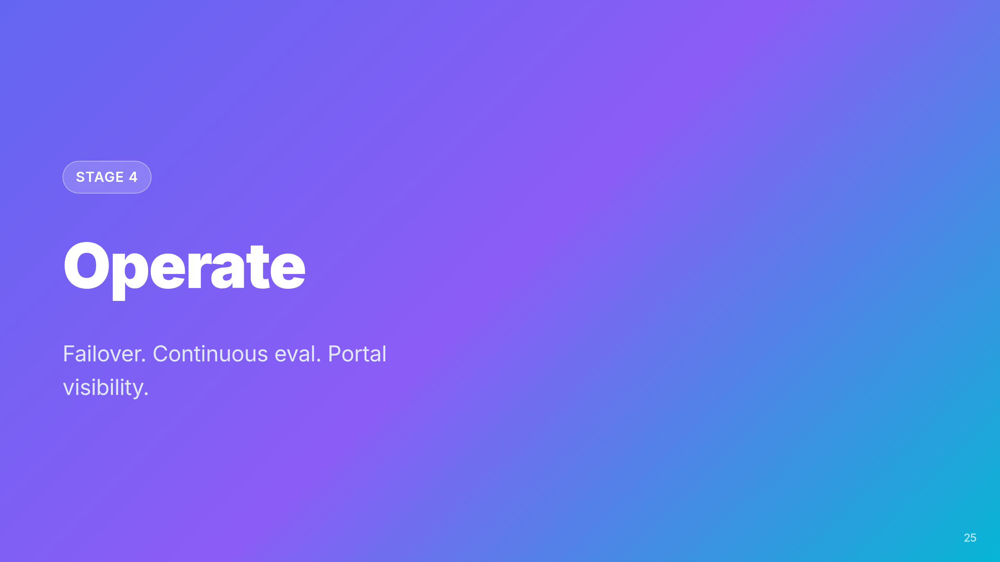 STAGE 4
Operate
Failover. Continuous eval. Portal
visibility.
25